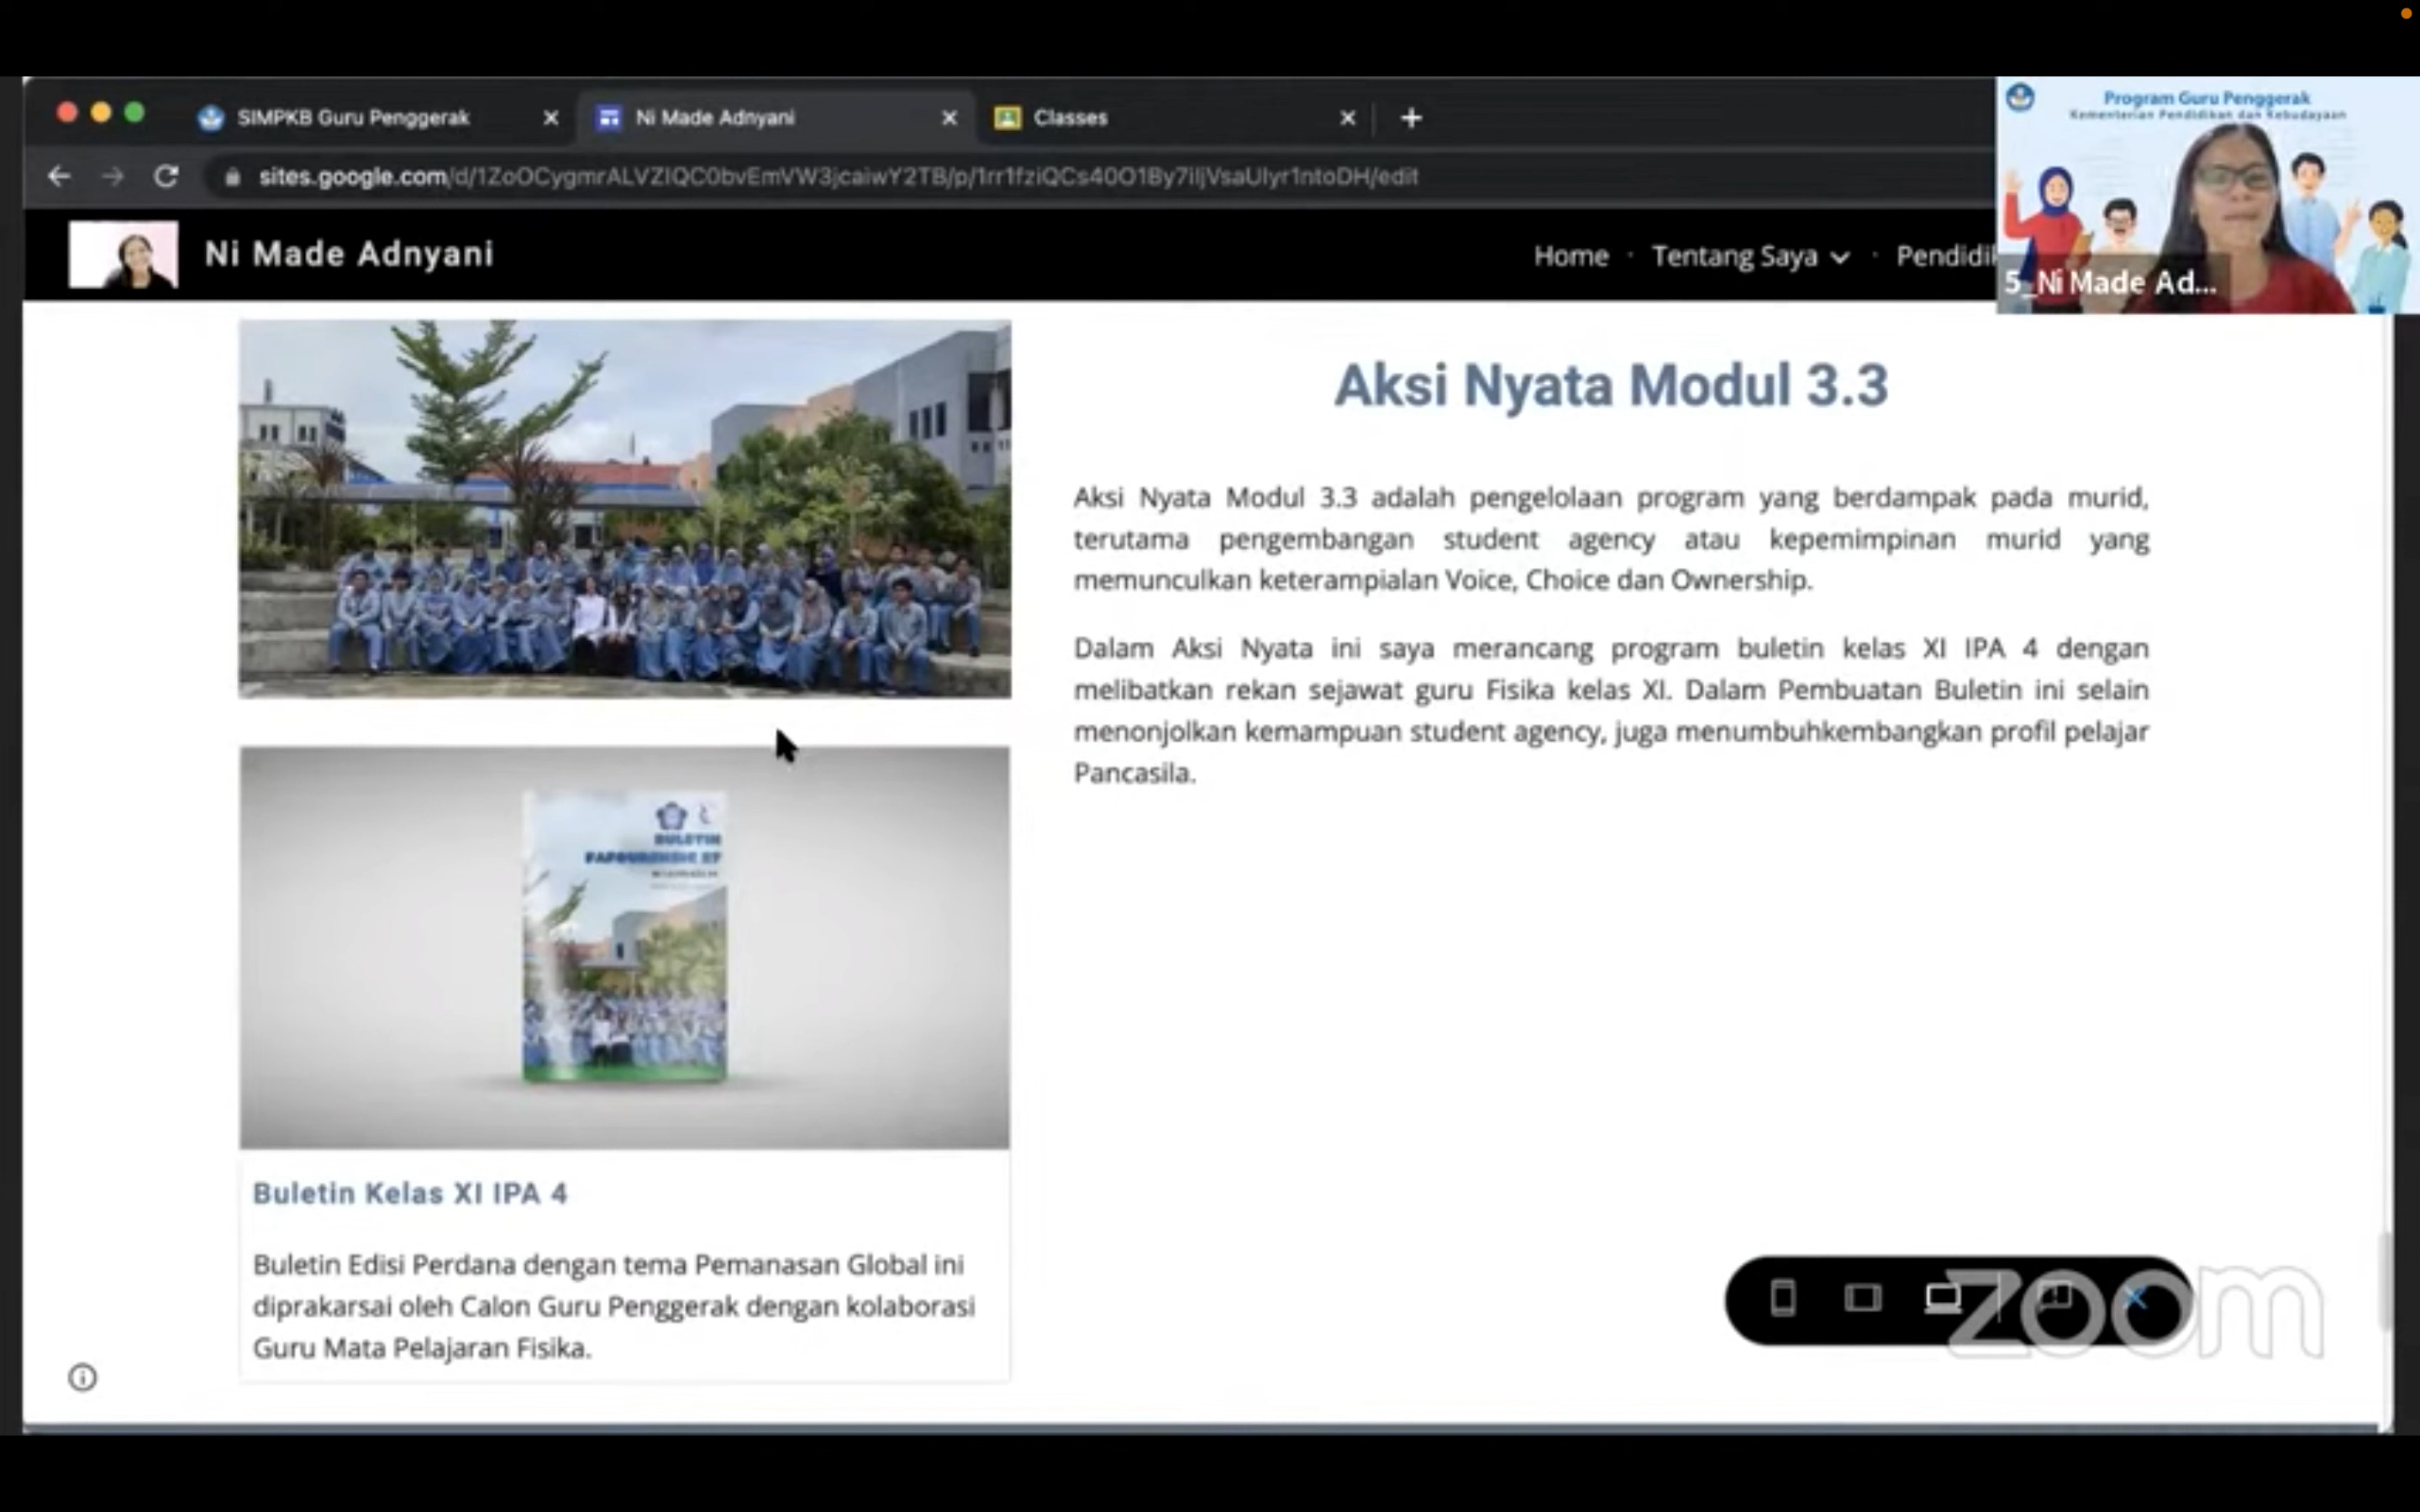 SIMPKB Guru Penggerak
Ni Made Adnyani
Classes
sites.google.com/d/1ZoOCygmrALVZIQC0bvEmVW3jcaiwY2TB/p/1rr1fziQCs40O1By7iIjVsaUlyr1ntoDH/edit
Program Guru Penggerak
Kementerian Pendidikan dan Kebudayaan
5_Ni Made Ad...
Ni Made Adnyani
Home
Tentang Saya
Pendidik
Aksi Nyata Modul 3.3
Aksi Nyata Modul 3.3 adalah pengelolaan program yang berdampak pada murid,
terutama pengembangan student agency atau kepemimpinan murid yang
memunculkan keterampialan Voice, Choice dan Ownership.
Dalam Aksi Nyata ini saya merancang program buletin kelas XI IPA 4 dengan
melibatkan rekan sejawat guru Fisika kelas XI. Dalam Pembuatan Buletin ini selain
menonjolkan kemampuan student agency, juga menumbuhkembangkan profil pelajar
Pancasila.
BULETIN
Buletin Kelas XI IPA 4
Buletin Edisi Perdana dengan tema Pemanasan Global ini
diprakarsai oleh Calon Guru Penggerak dengan kolaborasi
Guru Mata Pelajaran Fisika.
zoom